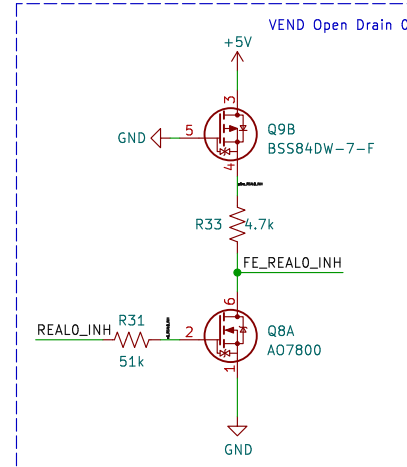 VEND Open Drain O
+5V
3
Q9B
BSS84DW-7-F
GND
5
4
R33
4.7k
FE_REAL0_INH
6
REAL0_INH
R31
51k
2
Q8A
AO7800
1
GND